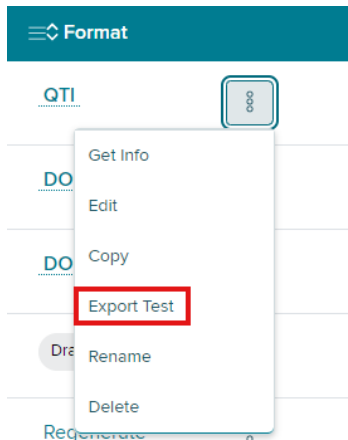 Format
QTI
Get Info
DO
Edit
DO
Copy
Export Test
Dra
Rename
Delete
Regenerate